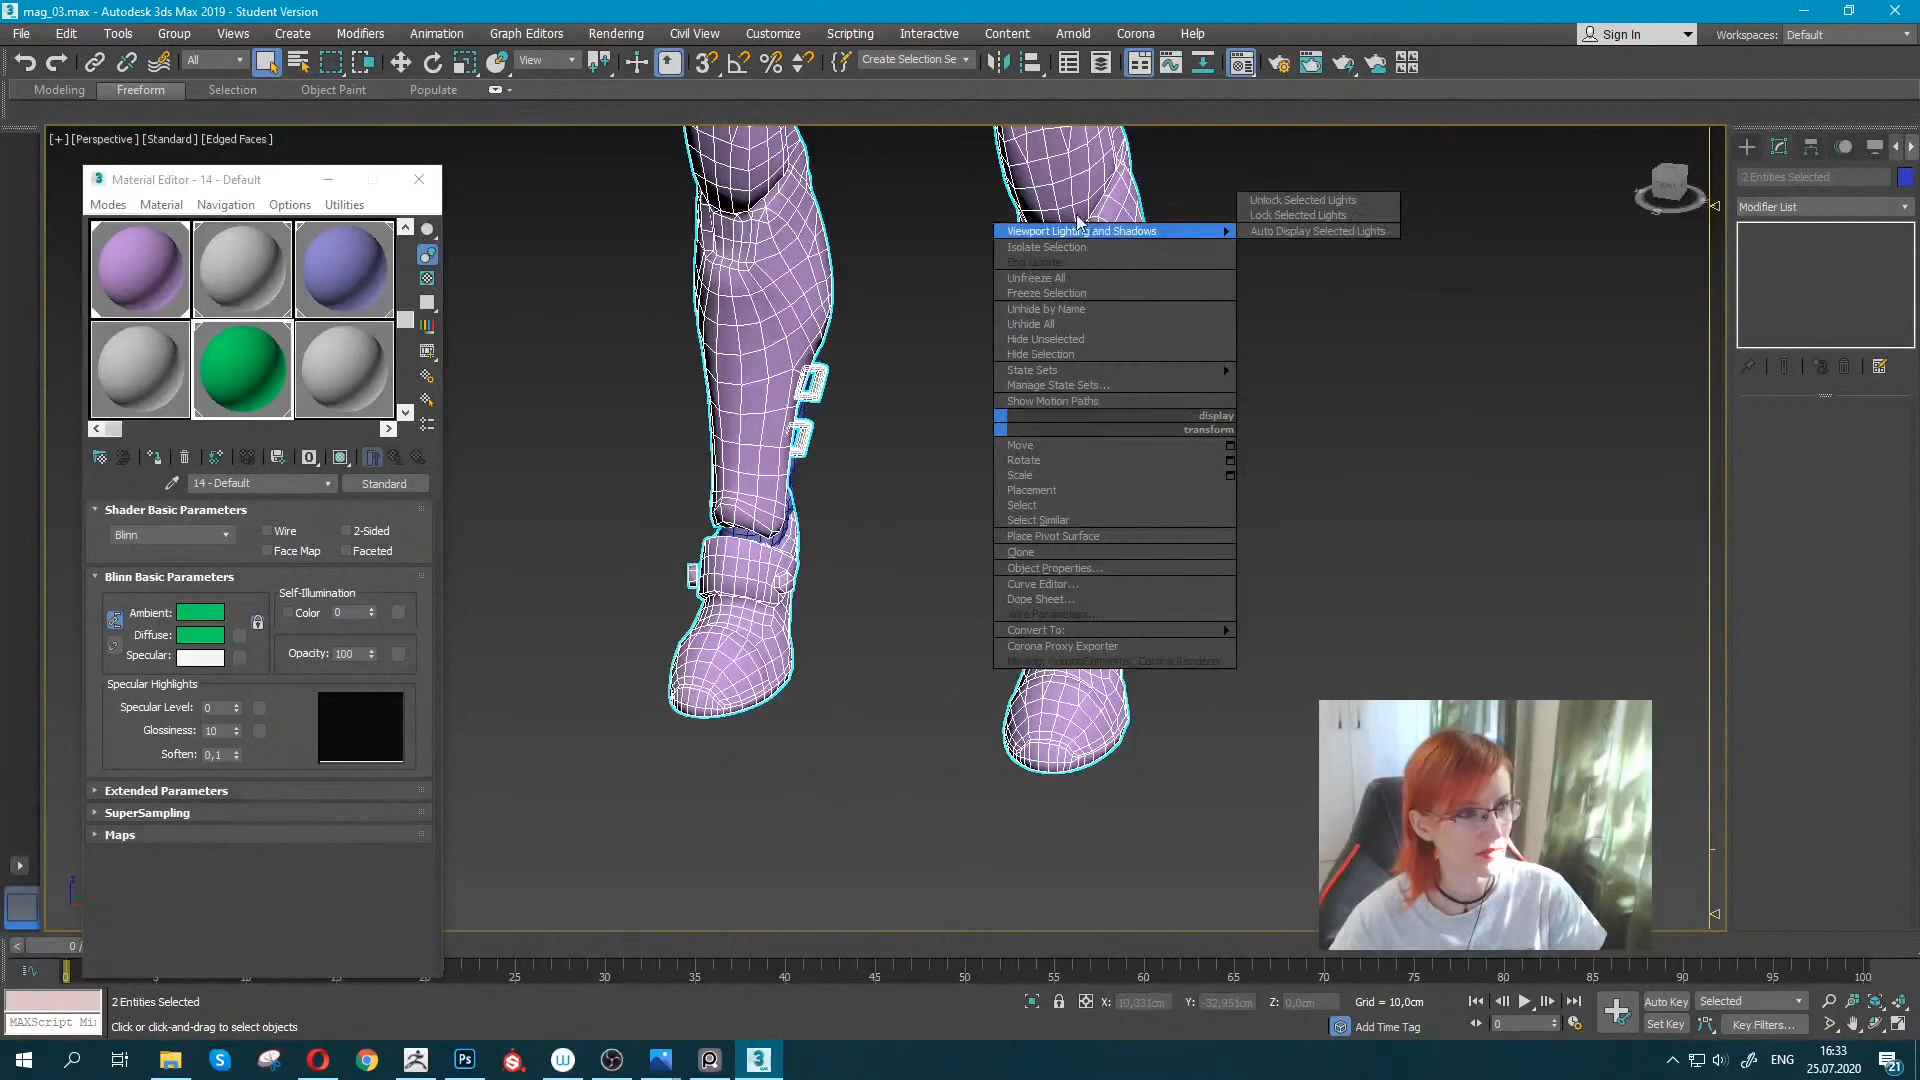 mag_03.max - Autodesk 3ds Max 2019 - Student Version
File Edit Tools Group Views Create Modifiers Animation Graph Editors Rendering Civil View Customize Scripting Interactive Content Arnold Corona Help
Sign In
Workspaces: Default
All
View
Create Selection Se
Modeling Freeform Selection Object Paint Populate
[+] [Perspective] [Standard] [Edged Faces]
Material Editor - 14 - Default
Modes Material Navigation Options Utilities
14 - Default
Standard
Shader Basic Parameters
Blinn
Wire
2-Sided
Face Map
Faceted
Blinn Basic Parameters
Self-Illumination
Ambient:
Color 0
Diffuse:
Specular:
Opacity: 100
Specular Highlights
Specular Level: 0
Glossiness: 10
Soften: 0,1
Extended Parameters
SuperSampling
Maps
Unlock Selected Lights
Lock Selected Lights
Auto Display Selected Lights
Viewport Lighting and Shadows
Isolate Selection
End Isolate
Unfreeze All
Freeze Selection
Unhide by Name
Unhide All
Hide Unselected
Hide Selection
State Sets
Manage State Sets...
Show Motion Paths
display
transform
Move
Rotate
Scale
Placement
Select
Select Similar
Place Pivot Surface
Clone
Object Properties...
Curve Editor...
Dope Sheet...
Wire Parameters...
Convert To:
Corona Proxy Exporter
FRONT
2 Entities Selected
Modifier List
0 /
0 5 15 20 25 30 35 40 45 50 55 60 65 70 75 80 85 90 95 100
2 Entities Selected
MAXScript Mi
Click or click-and-drag to select objects
X: 10,331cm Y: -32,951cm Z: 0,0cm Grid = 10,0cm
Add Time Tag
0
Auto Key
Selected
Set Key
Key Filters...
ENG
16:33
25.07.2020
21